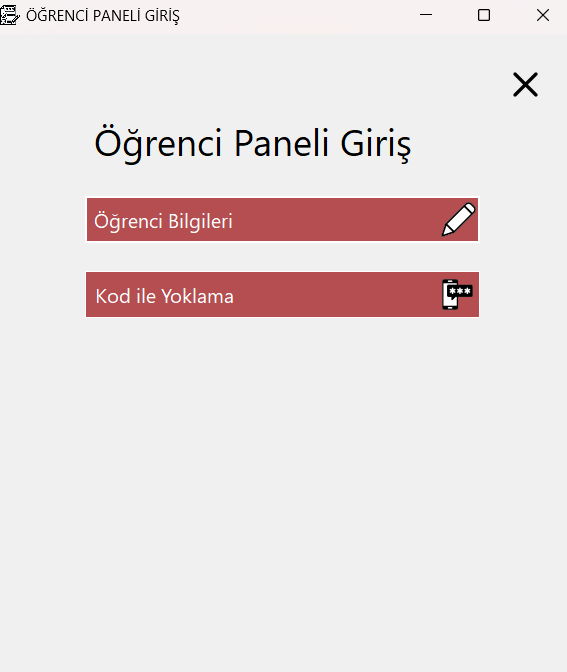 ÖĞRENCİ PANELİ GİRİŞ
Öğrenci Paneli Giriş
Öğrenci Bilgileri
Kod ile Yoklama
***